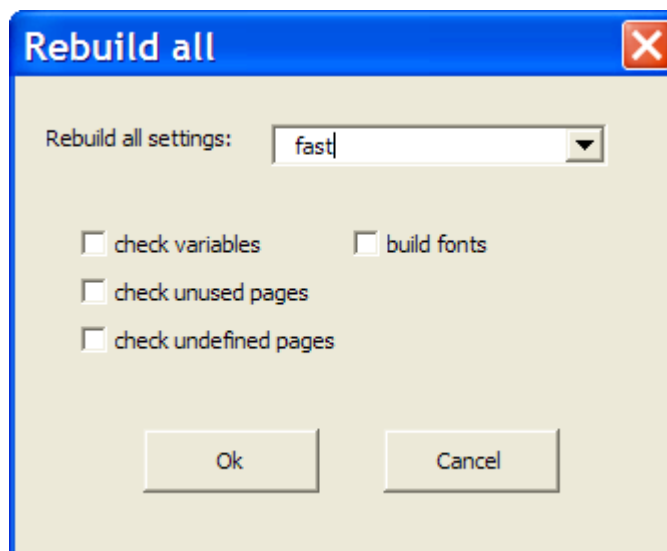 Rebuild all
Rebuild all settings: fast
check variables build fonts
check unused pages
check undefined pages
Ok Cancel